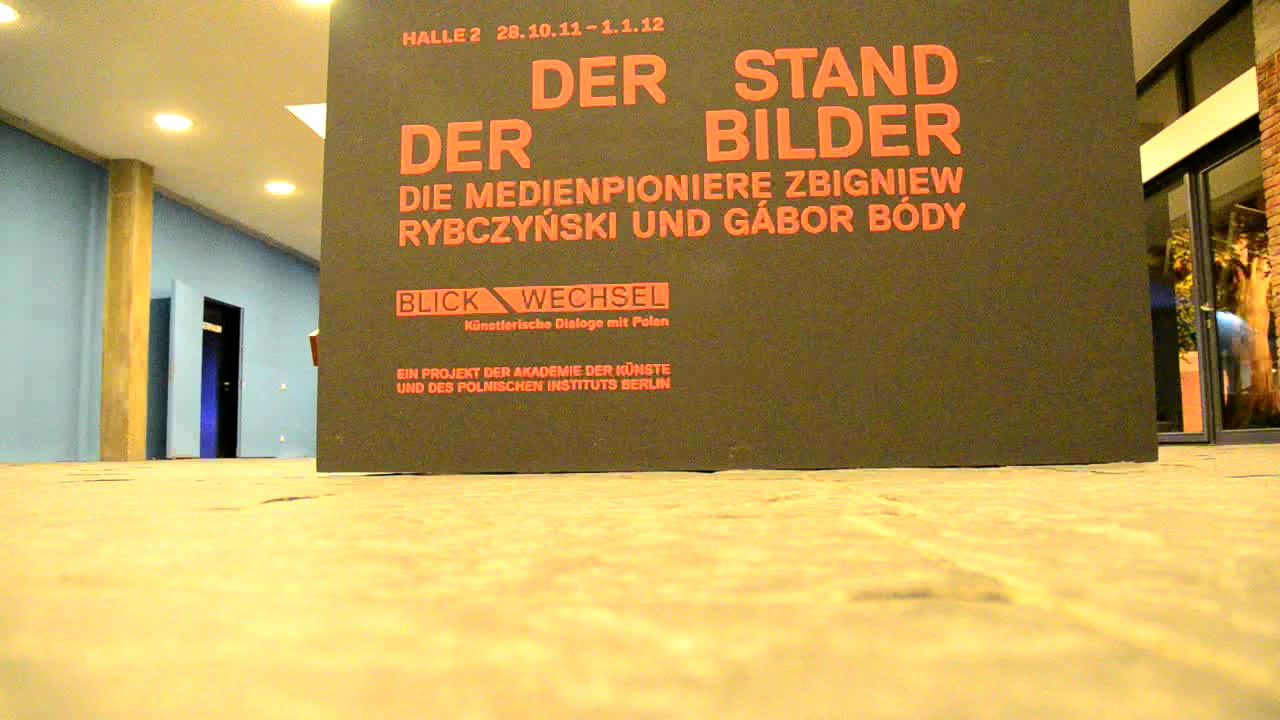 HALLE 2 28.10.11 – 1.1.12
DER STAND
DER BILDER
DIE MEDIENPIONIERE ZBIGNIEW
RYBCZYŃSKI UND GÁBOR BÓDY
BLICK \ WECHSEL
Künstlerische Dialoge mit Polen
EIN PROJEKT DER AKADEMIE DER KÜNSTE
UND DES POLNISCHEN INSTITUTS BERLIN